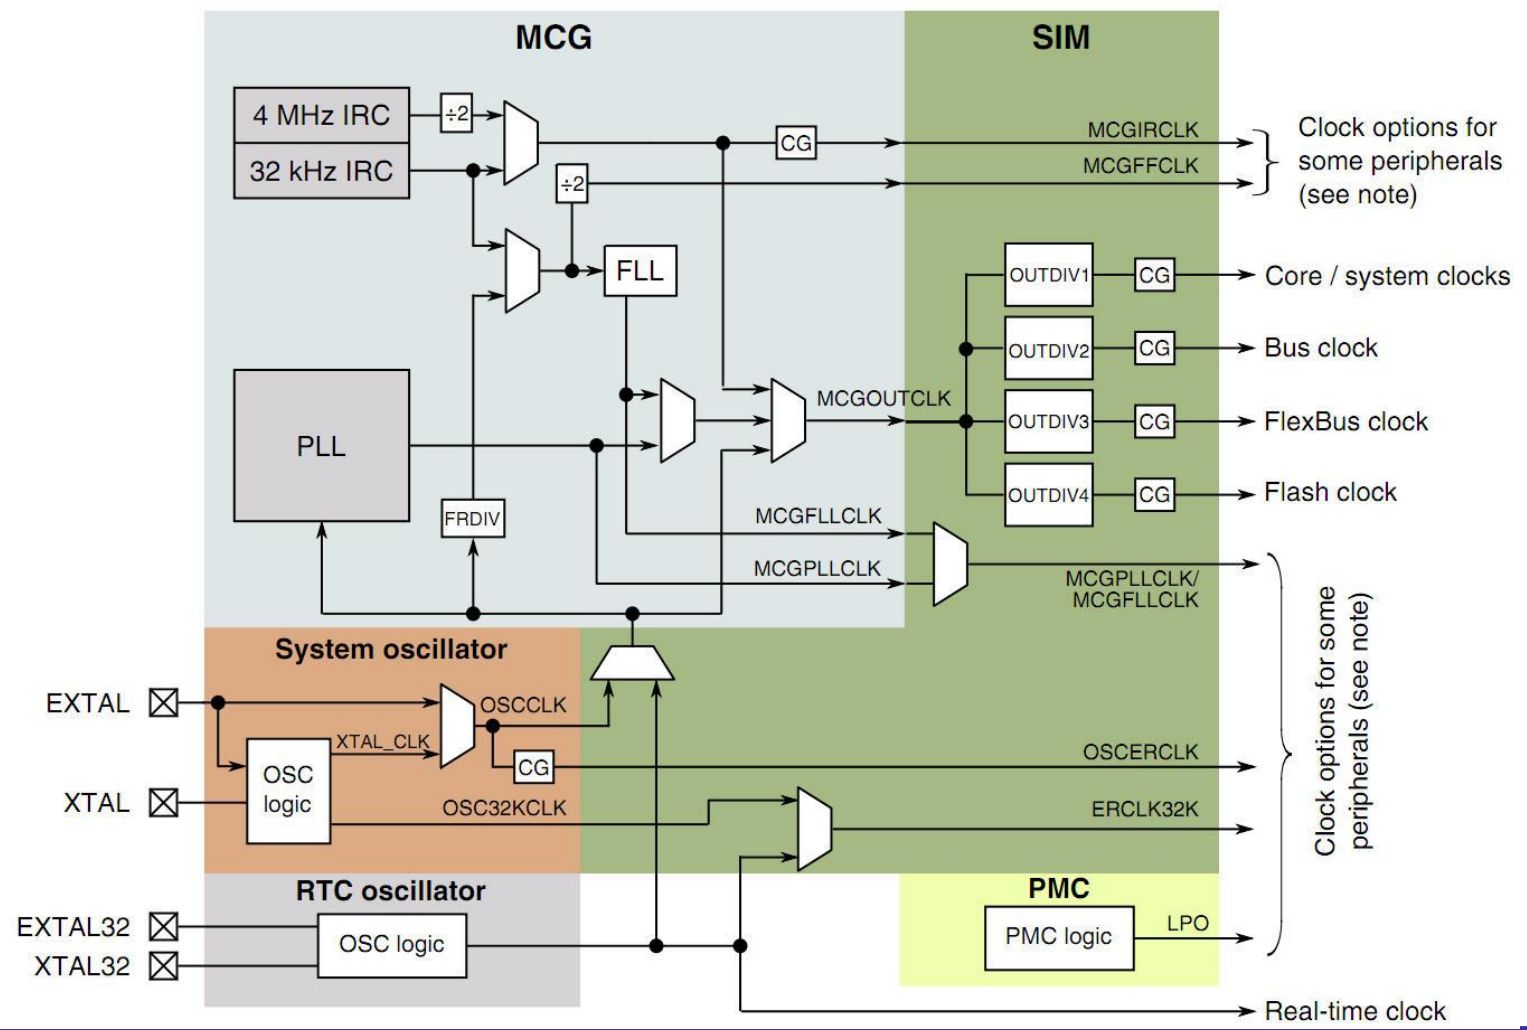 MCG
SIM
4 MHz IRC
÷2
32 kHz IRC
÷2
CG
MCGIRCLK
MCGFFCLK
Clock options for
some peripherals
(see note)
FLL
OUTDIV1
CG
Core / system clocks
OUTDIV2
CG
Bus clock
MCGOUTCLK
OUTDIV3
CG
FlexBus clock
PLL
OUTDIV4
CG
Flash clock
FRDIV
MCGFLLCLK
MCGPLLCLK
MCGPLLCLK/
MCGFLLCLK
Clock options for some
peripherals (see note)
System oscillator
EXTAL
OSCCLK
XTAL_CLK
OSC
logic
CG
OSCERCLK
XTAL
OSC32KCLK
ERCLK32K
RTC oscillator
PMC
EXTAL32
XTAL32
OSC logic
PMC logic
LPO
Real-time clock